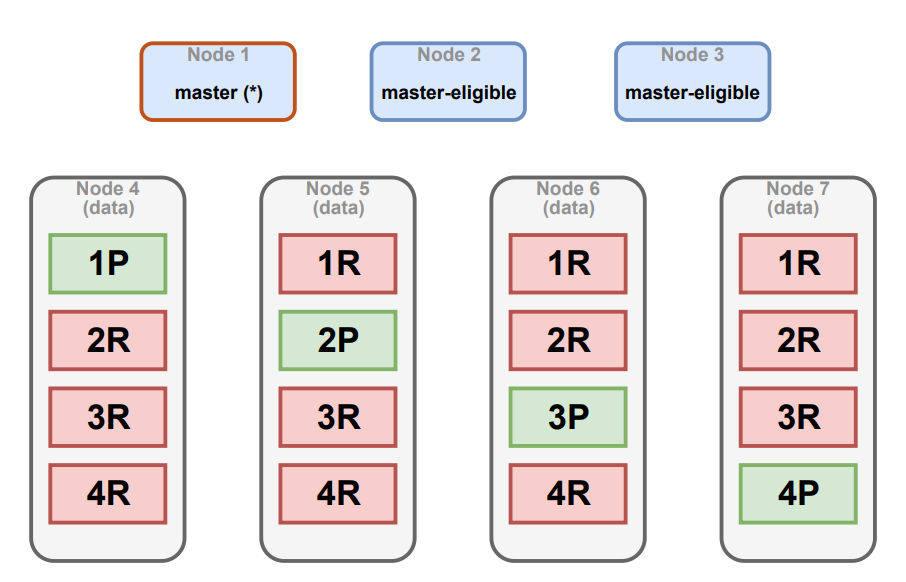 Node 1
master (*)
Node 2
master-eligible
Node 3
master-eligible
Node 4
(data)
1P
2R
3R
4R
Node 5
(data)
1R
2P
3R
4R
Node 6
(data)
1R
2R
3P
4R
Node 7
(data)
1R
2R
3R
4P